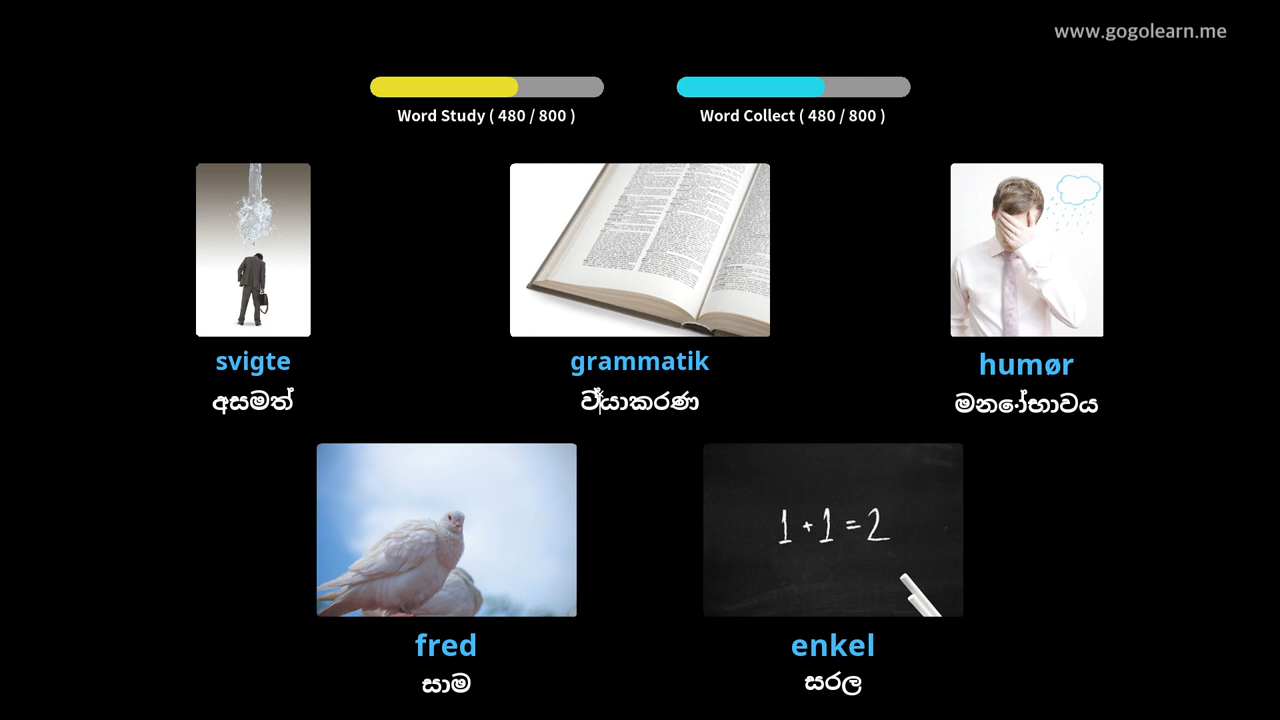 www.gogolearn.me
Word Study ( 480 / 800 )
Word Collect ( 480 / 800 )
svigte
අසමත්
grammatik
ව්‍යාකරණ
humør
මනෝභාවය
1 + 1 = 2
fred
සාම
enkel
සරල